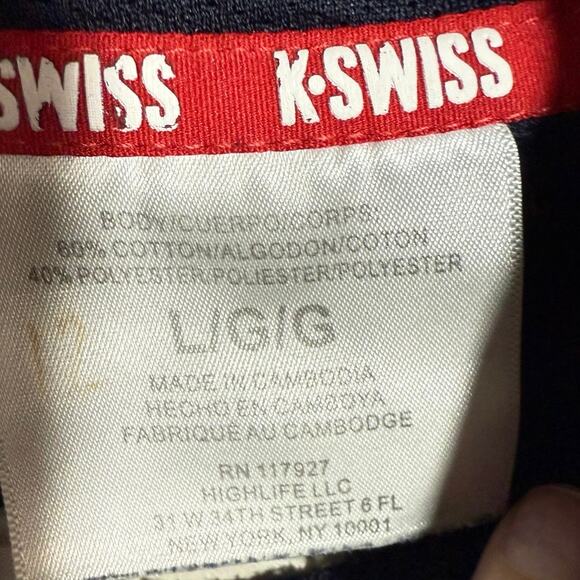 SWISS K·SWISS
BODY/CUERPO/CORPS:
60% COTTON/ALGODON/COTON
40% POLYESTER/POLIESTER/POLYESTER
L/G/G
MADE IN CAMBODIA
HECHO EN CAMBOYA
FABRIQUE AU CAMBODGE
RN 117927
HIGHLIFE LLC
31 W 34TH STREET 6 FL
NEW YORK, NY 10001